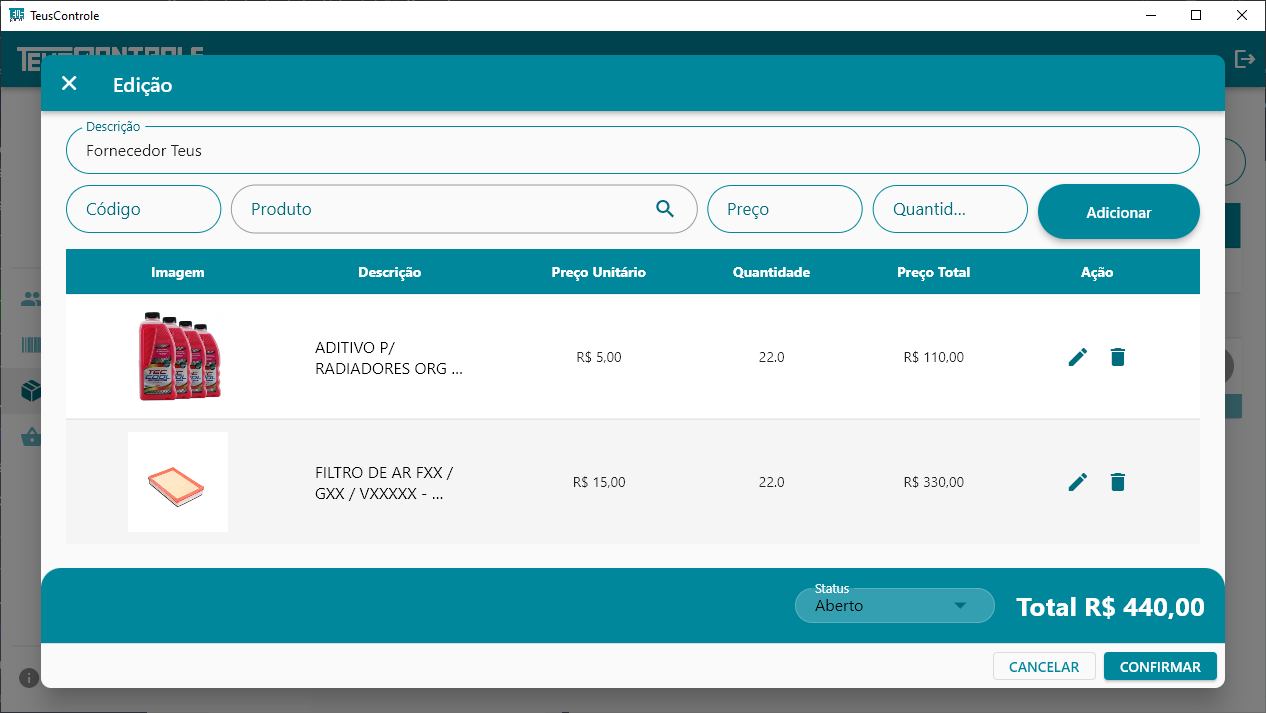 TeusControle
TEUSCONTROLE
Edição
Descrição
Fornecedor Teus
Código
Produto
Preço
Quantid...
Adicionar
Imagem Descrição Preço Unitário Quantidade Preço Total Ação
ADITIVO P/
RADIADORES ORG ...
R$ 5,00 22.0 R$ 110,00
FILTRO DE AR FXX /
GXX / VXXXXX - ...
R$ 15,00 22.0 R$ 330,00
Status
Aberto
Total R$ 440,00
CANCELAR CONFIRMAR